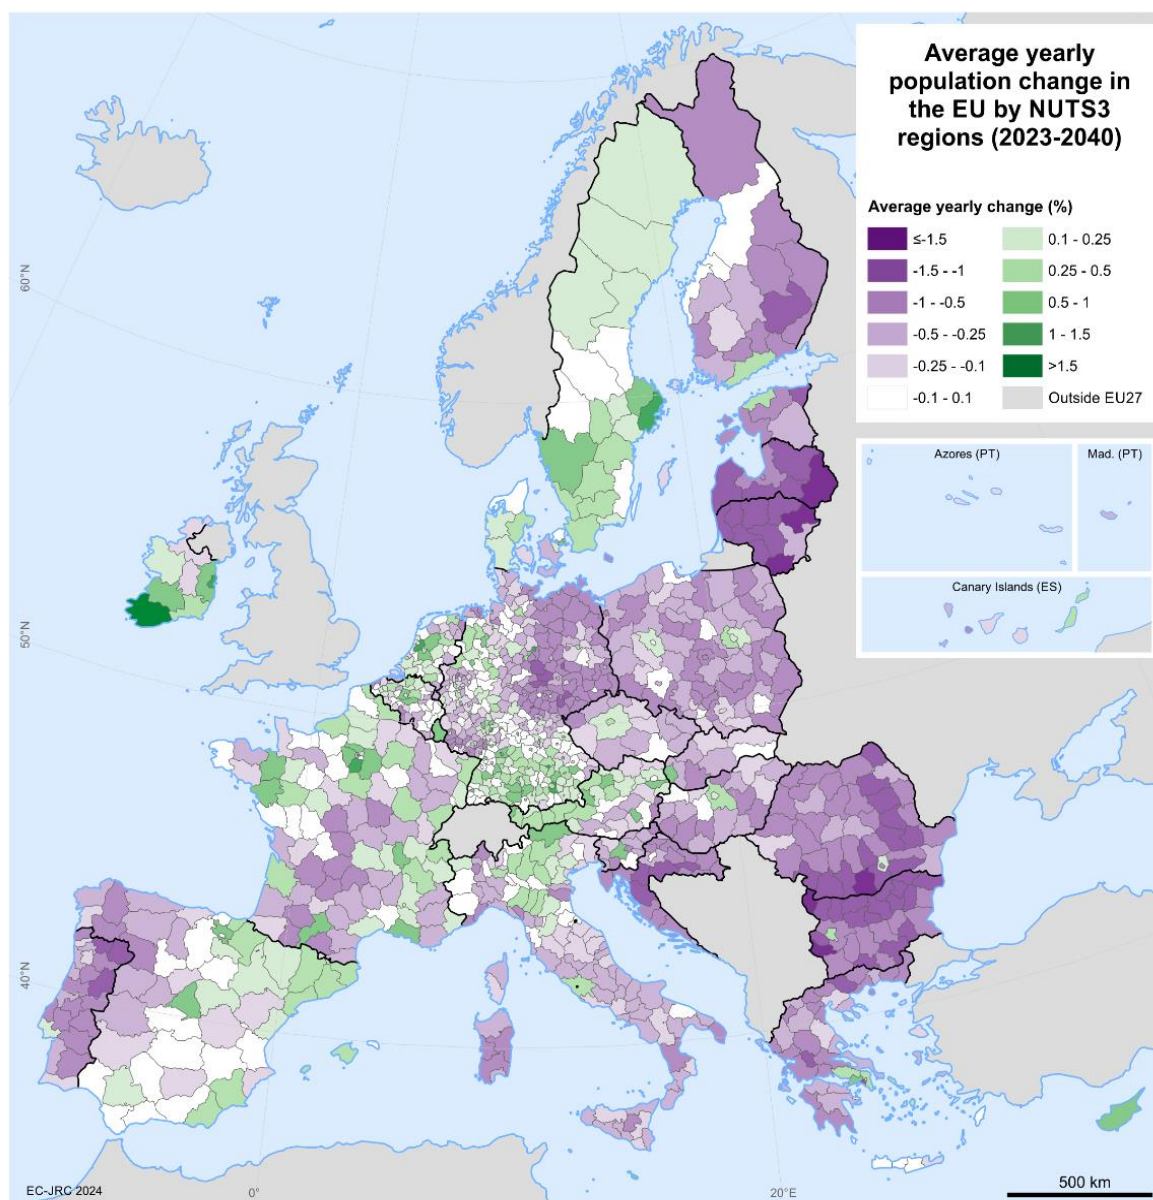 Average yearly
population change in
the EU by NUTS3
regions (2023-2040)
Average yearly change (%)
≤-1.5
-1.5 - -1
-1 - -0.5
-0.5 - -0.25
-0.25 - -0.1
-0.1 - 0.1
0.1 - 0.25
0.25 - 0.5
0.5 - 1
1 - 1.5
>1.5
Outside EU27
Azores (PT)
Mad. (PT)
Canary Islands (ES)
60°N
50°N
40°N
EC-JRC 2024
0°
20°E
500 km